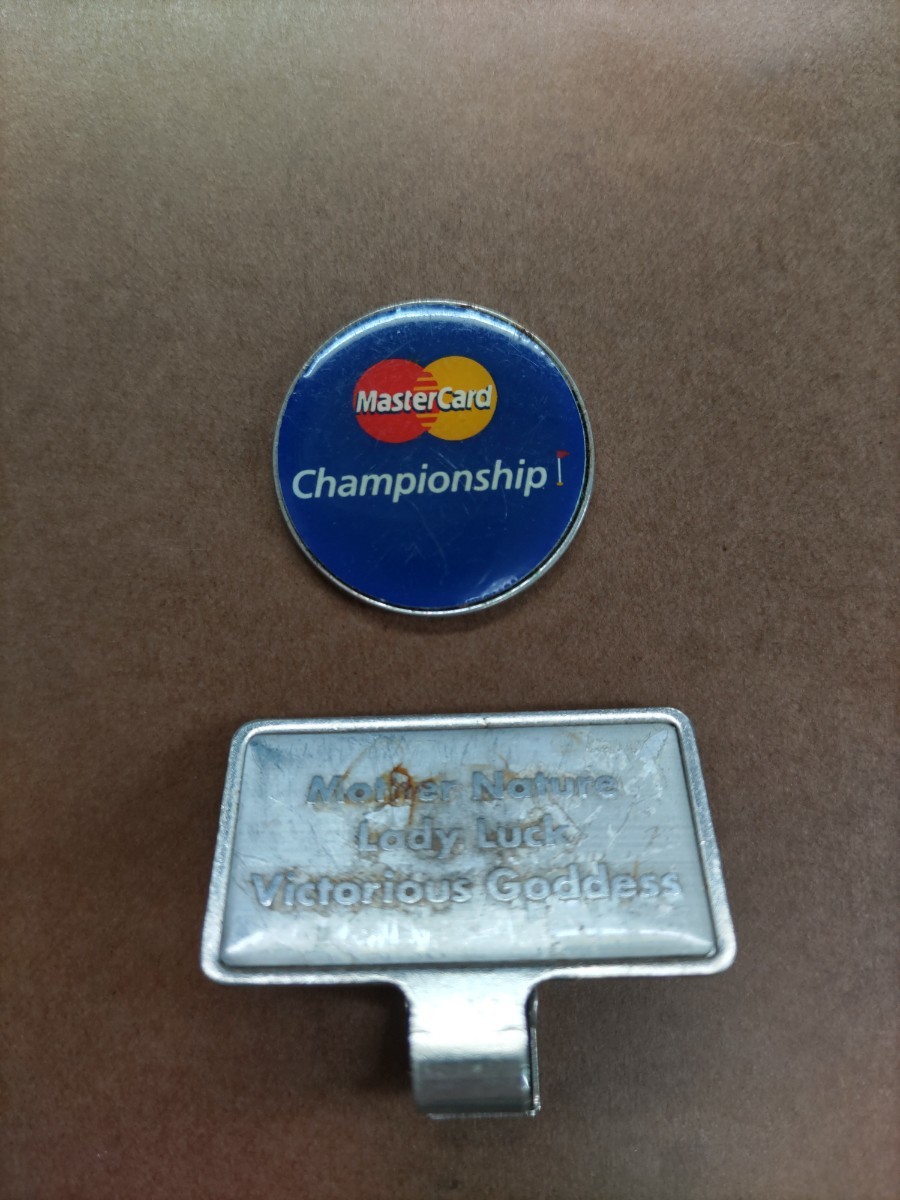 MasterCard
Championship
Mother Nature
Lady Luck
Victorious Goddess